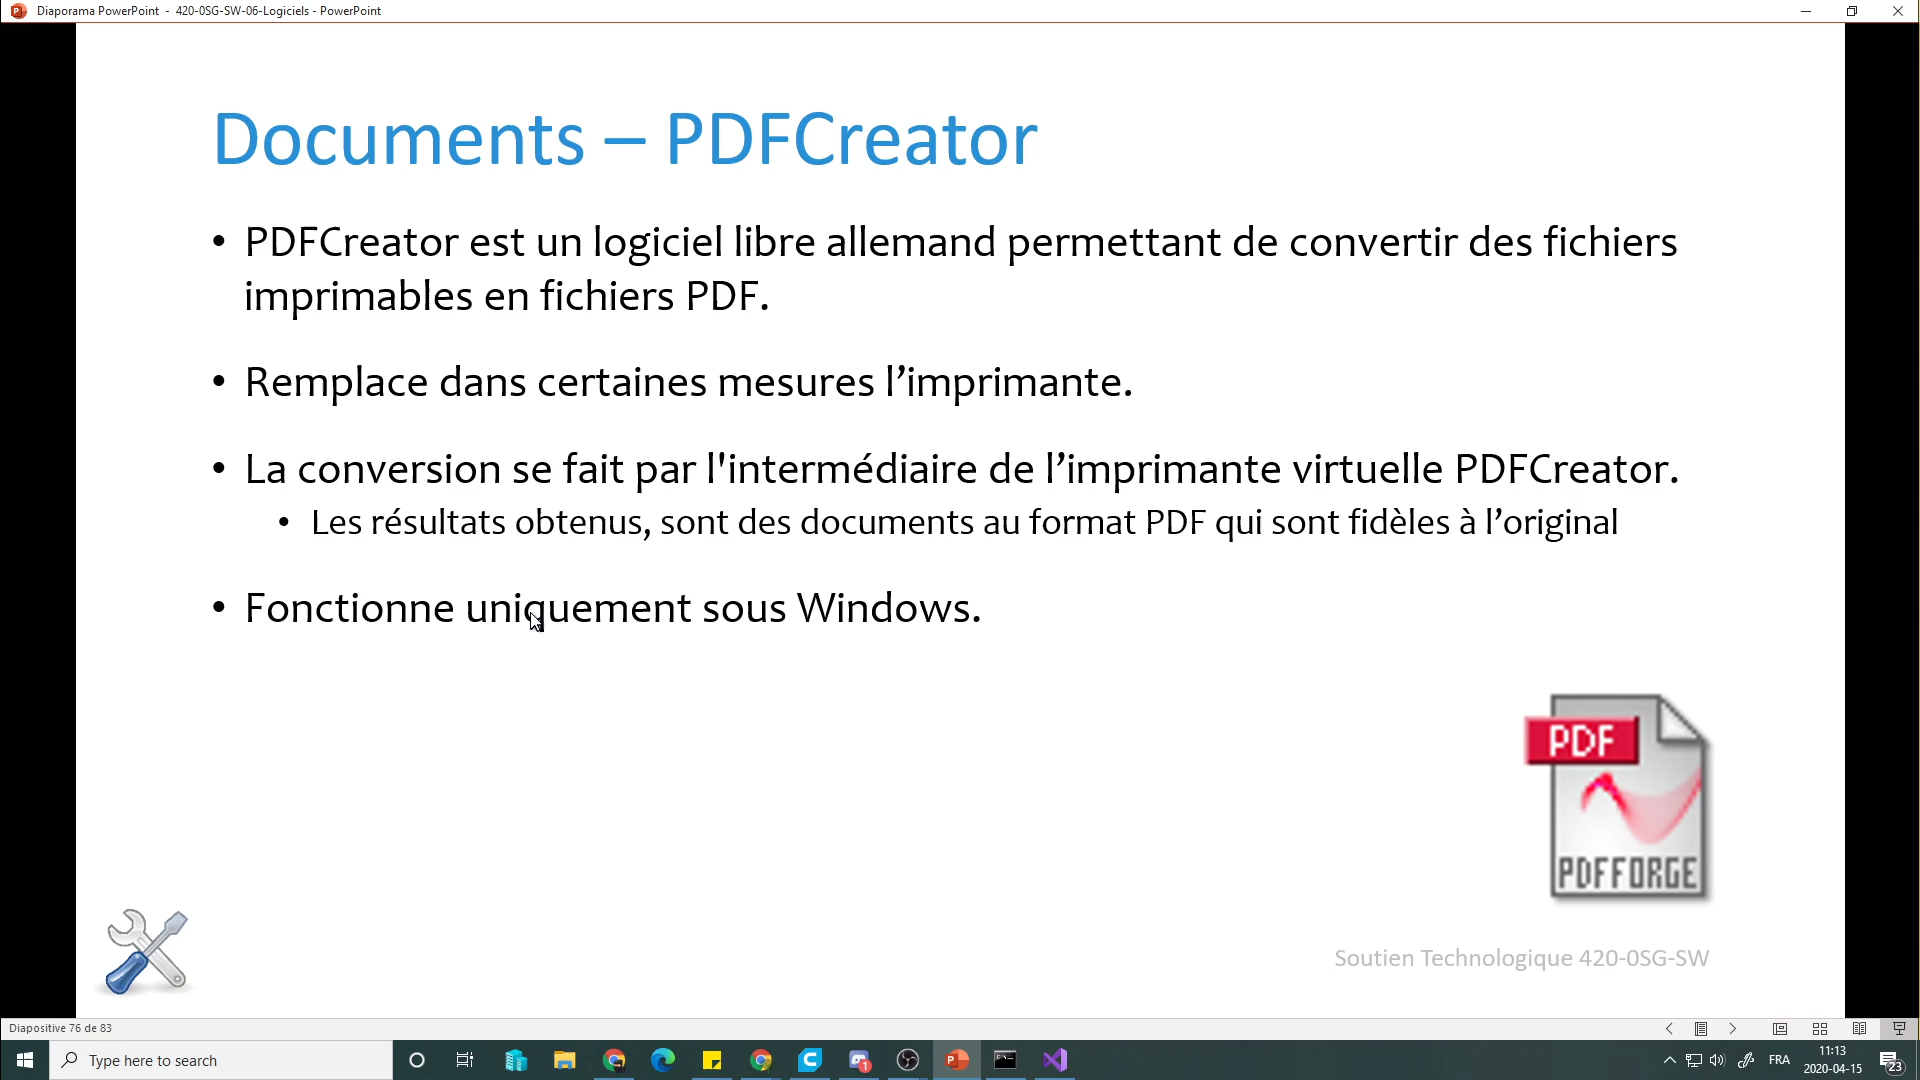 Diaporama PowerPoint - 420-0SG-SW-06-Logiciels - PowerPoint
Documents – PDFCreator
• PDFCreator est un logiciel libre allemand permettant de convertir des fichiers
imprimables en fichiers PDF.
• Remplace dans certaines mesures l’imprimante.
• La conversion se fait par l'intermédiaire de l’imprimante virtuelle PDFCreator.
• Les résultats obtenus, sont des documents au format PDF qui sont fidèles à l’original
• Fonctionne uniquement sous Windows.
PDF
PDFFORGE
Soutien Technologique 420-0SG-SW
Diapositive 76 de 83
Type here to search
FRA
11:13
2020-04-15
23